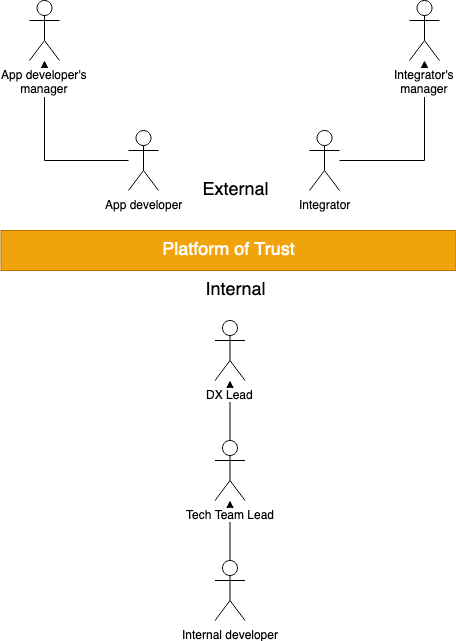 App developer's
manager
Integrator's
manager
App developer
External
Integrator
Platform of Trust
Internal
DX Lead
Tech Team Lead
Internal developer